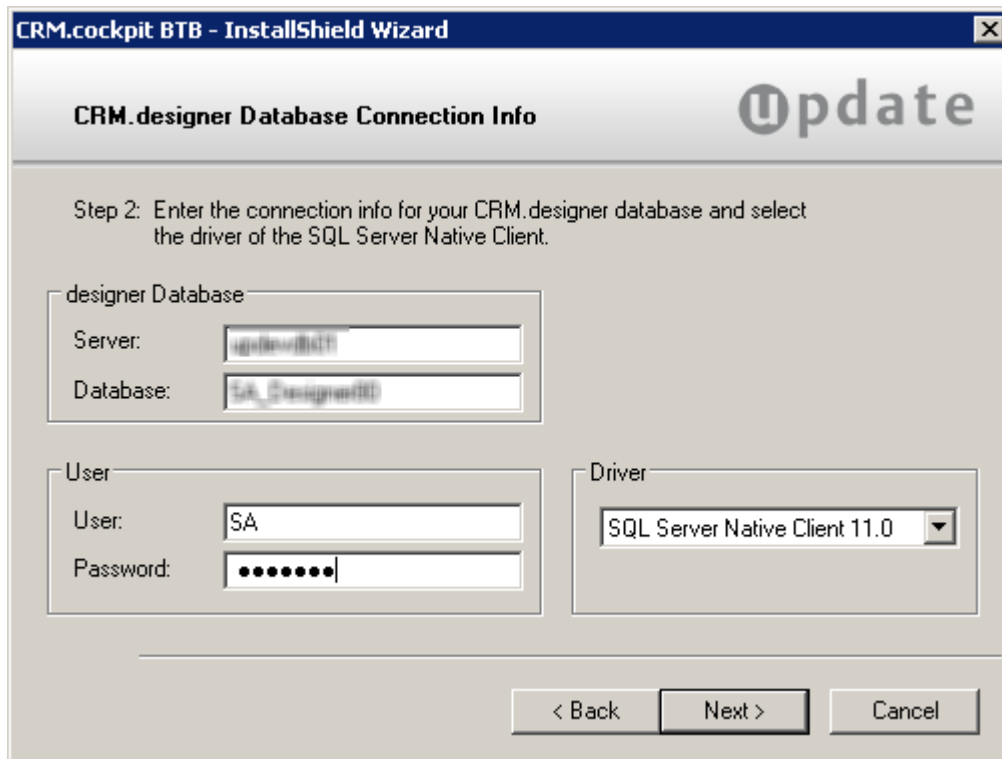 CRM.cockpit BTB - InstallShield Wizard
CRM.designer Database Connection Info
update
Step 2: Enter the connection info for your CRM.designer database and select
the driver of the SQL Server Native Client.
designer Database
Server:
Database:
User
User: SA
Password: ●●●●●●●
Driver
SQL Server Native Client 11.0
< Back
Next >
Cancel